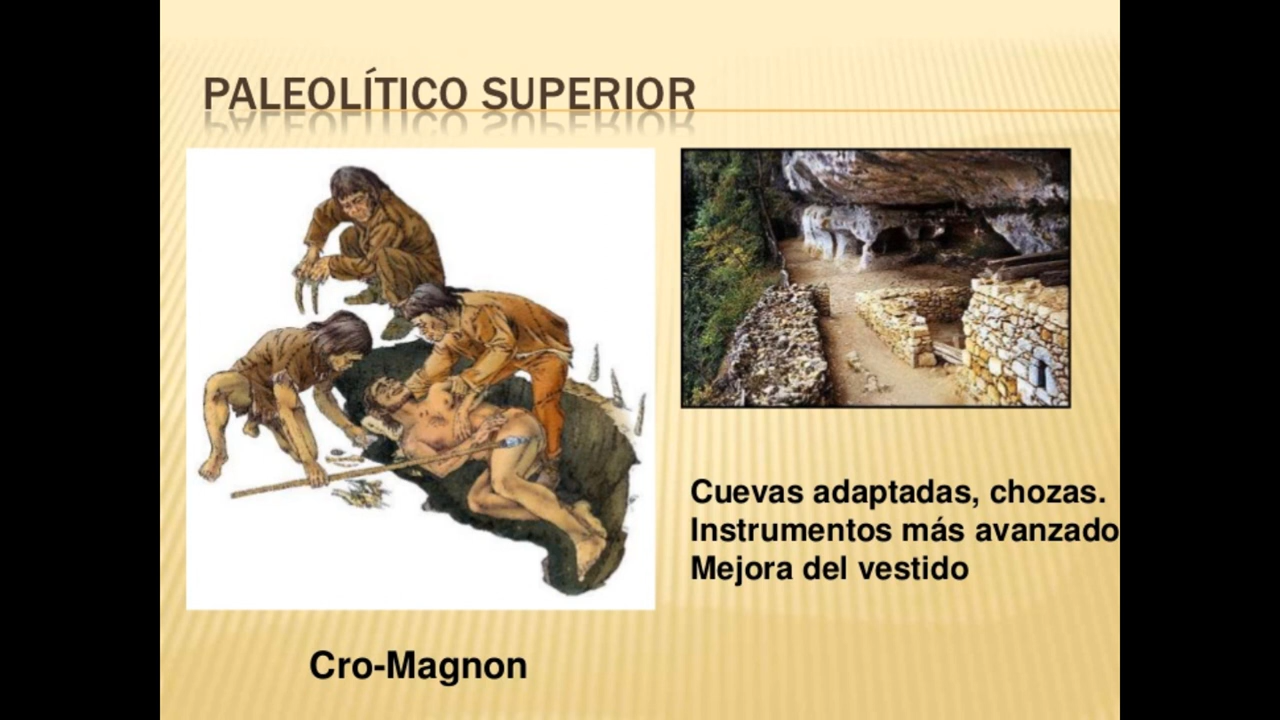 PALEOLÍTICO SUPERIOR
Cuevas adaptadas, chozas.
Instrumentos más avanzado
Mejora del vestido
Cro-Magnon